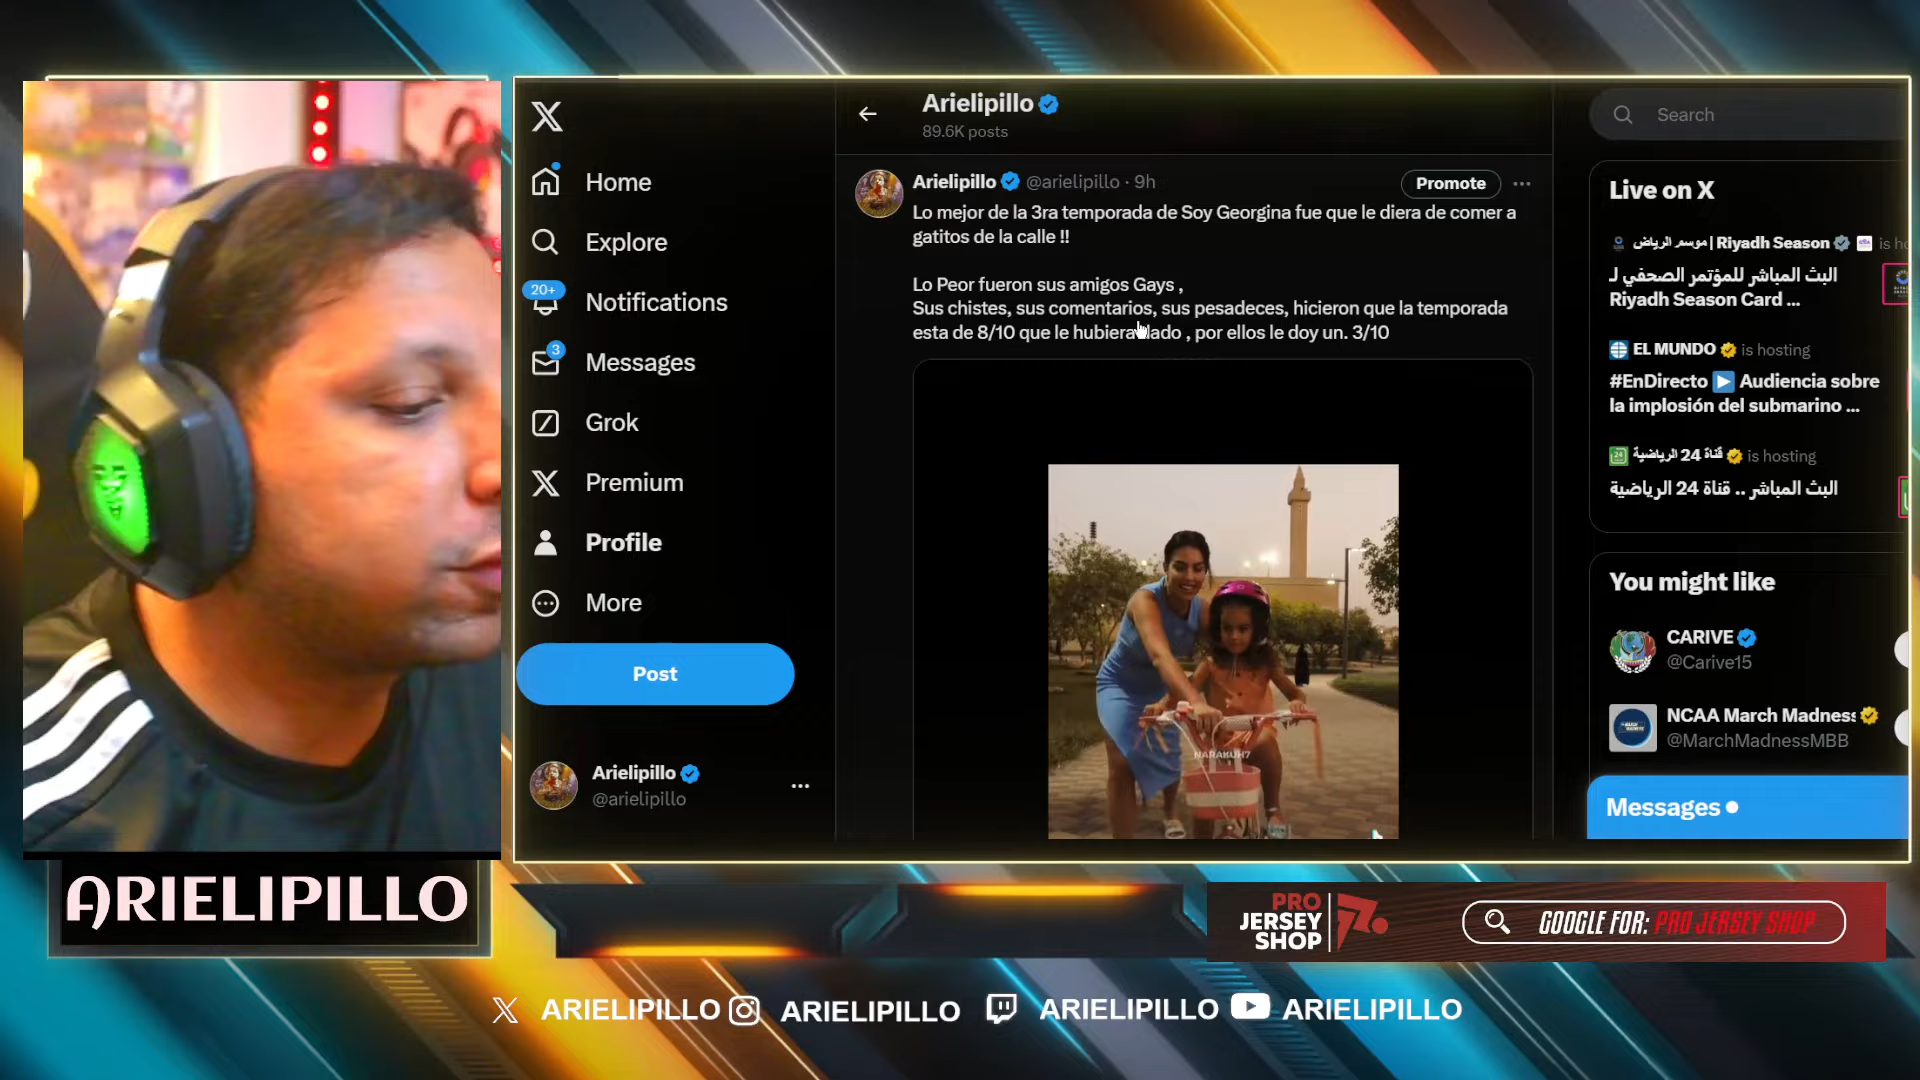 X
Home
Explore
20+
Notifications
3
Messages
Grok
Premium
Profile
More
Post
Arielipillo
@arielipillo
Arielipillo
89.6K posts
Arielipillo @arielipillo · 9h
Promote
Lo mejor de la 3ra temporada de Soy Georgina fue que le diera de comer a
gatitos de la calle !!
Lo Peor fueron sus amigos Gays ,
Sus chistes, sus comentarios, sus pesadeces, hicieron que la temporada
esta de 8/10 que le hubiera dado , por ellos le doy un. 3/10
NARAKUH7
Search
Live on X
موسم الرياض | Riyadh Season is ho
البث المباشر للمؤتمر الصحفي لـ
Riyadh Season Card ...
EL MUNDO is hosting
#EnDirecto ▶ Audiencia sobre
la implosión del submarino ...
قناة 24 الرياضية is hosting
البث المباشر .. قناة 24 الرياضية
You might like
CARIVE
@Carive15
NCAA March Madness
@MarchMadnessMBB
Messages
ARIELIPILLO
PRO
JERSEY
SHOP
GOOGLE FOR: PRO JERSEY SHOP
ARIELIPILLO ARIELIPILLO ARIELIPILLO ARIELIPILLO